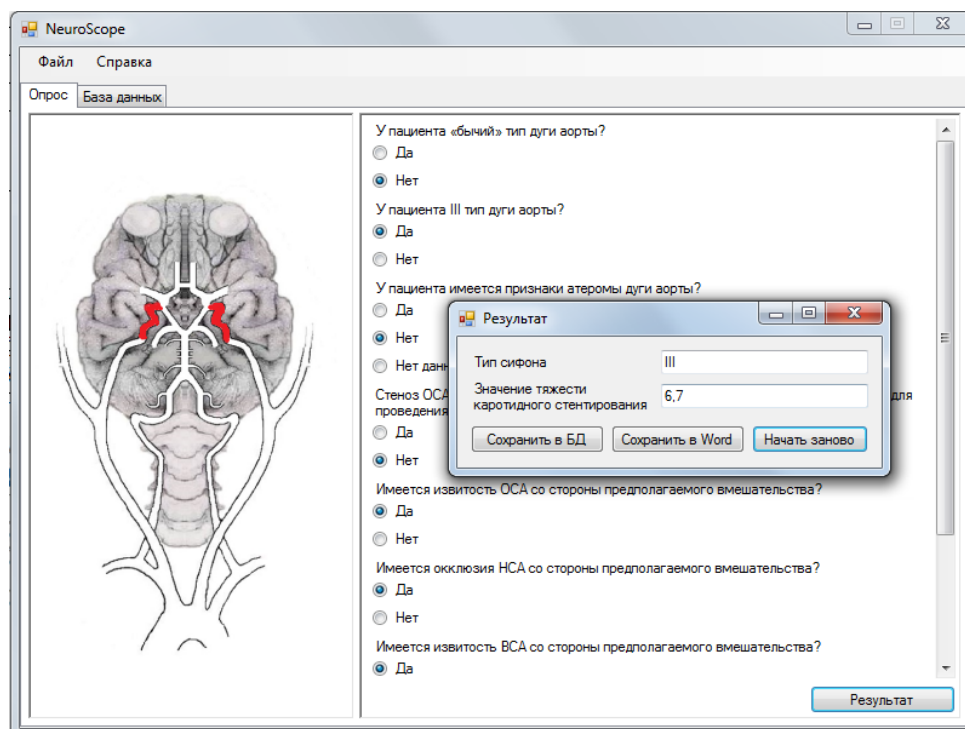 NeuroScope
Файл Справка
Опрос База данных
У пациента «бычий» тип дуги аорты?
Да
Нет
У пациента III тип дуги аорты?
Да
Нет
У пациента имеется признаки атеромы дуги аорты?
Да
Нет
Нет данн
Стеноз ОСА для
проведения
Да
Нет
Имеется извитость ОСА со стороны предполагаемого вмешательства?
Да
Нет
Имеется окклюзия НСА со стороны предполагаемого вмешательства?
Да
Нет
Имеется извитость ВСА со стороны предполагаемого вмешательства?
Да
Результат
Результат
Тип сифона III
Значение тяжести
каротидного стентирования 6,7
Сохранить в БД Сохранить в Word Начать заново